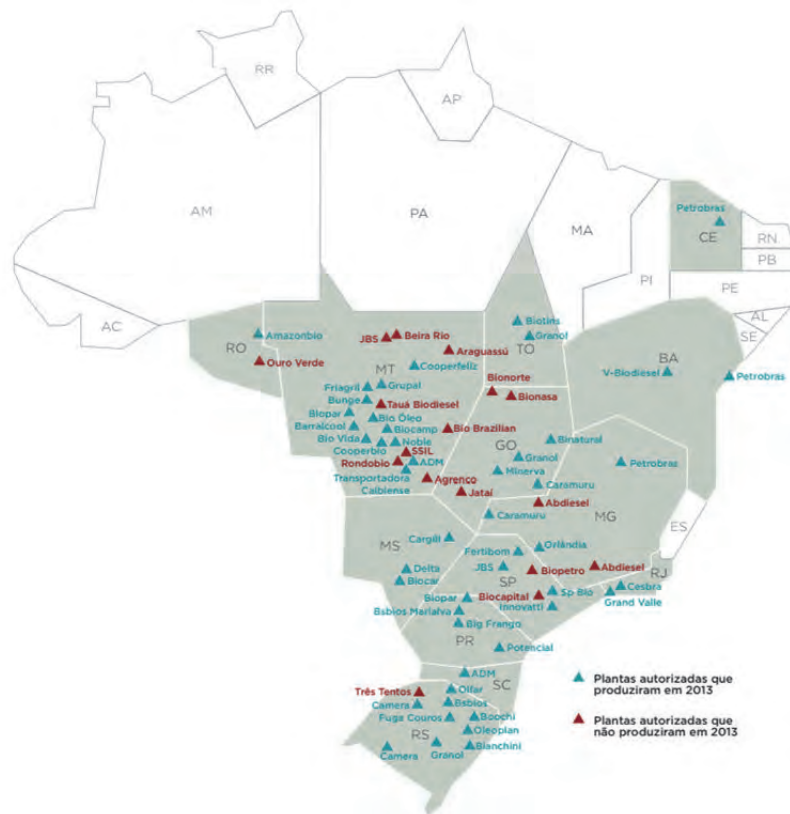 RR
AP
AM
PA
MA
Petrobras
CE
RN
PB
PI
PE
AL
SE
AC
Amazonbio
RO
Ouro Verde
JBS
Beira Rio
Araguassú
MT
Cooperfeliz
Biotins
Granol
TO
BA
V-Biodiesel
Petrobras
Friagril
Grupal
Bunge
Tauá Biodiesel
Biopar
Bio Óleo
Barralcool
Biocamp
Bio Vida
Noble
Cooperbio
SSIL
Rondobio
ADM
Transportadora
Caibiense
Agrenco
Jataí
Bio Brazilian
Bionorte
Bionasa
GO
Binatural
Granol
Minerva
Caramuru
Petrobras
Abdiesel
Caramuru
MG
ES
MS
Cargill
Orlândia
Fertibom
JBS
Biopetro
Abdiesel
RJ
Delta
Biocar
SP
Biopar
Biocapital
Sp Bio
Innovatti
Cesbra
Grand Valle
Bsbios Marialva
Big Frango
PR
Potencial
ADM
SC
Três Tentos
Olfar
Camera
Bsbios
Fuga Couros
Boochi
RS
Oleoplan
Camera
Granol
Bianchini
Plantas autorizadas que
produziram em 2013
Plantas autorizadas que
não produziram em 2013